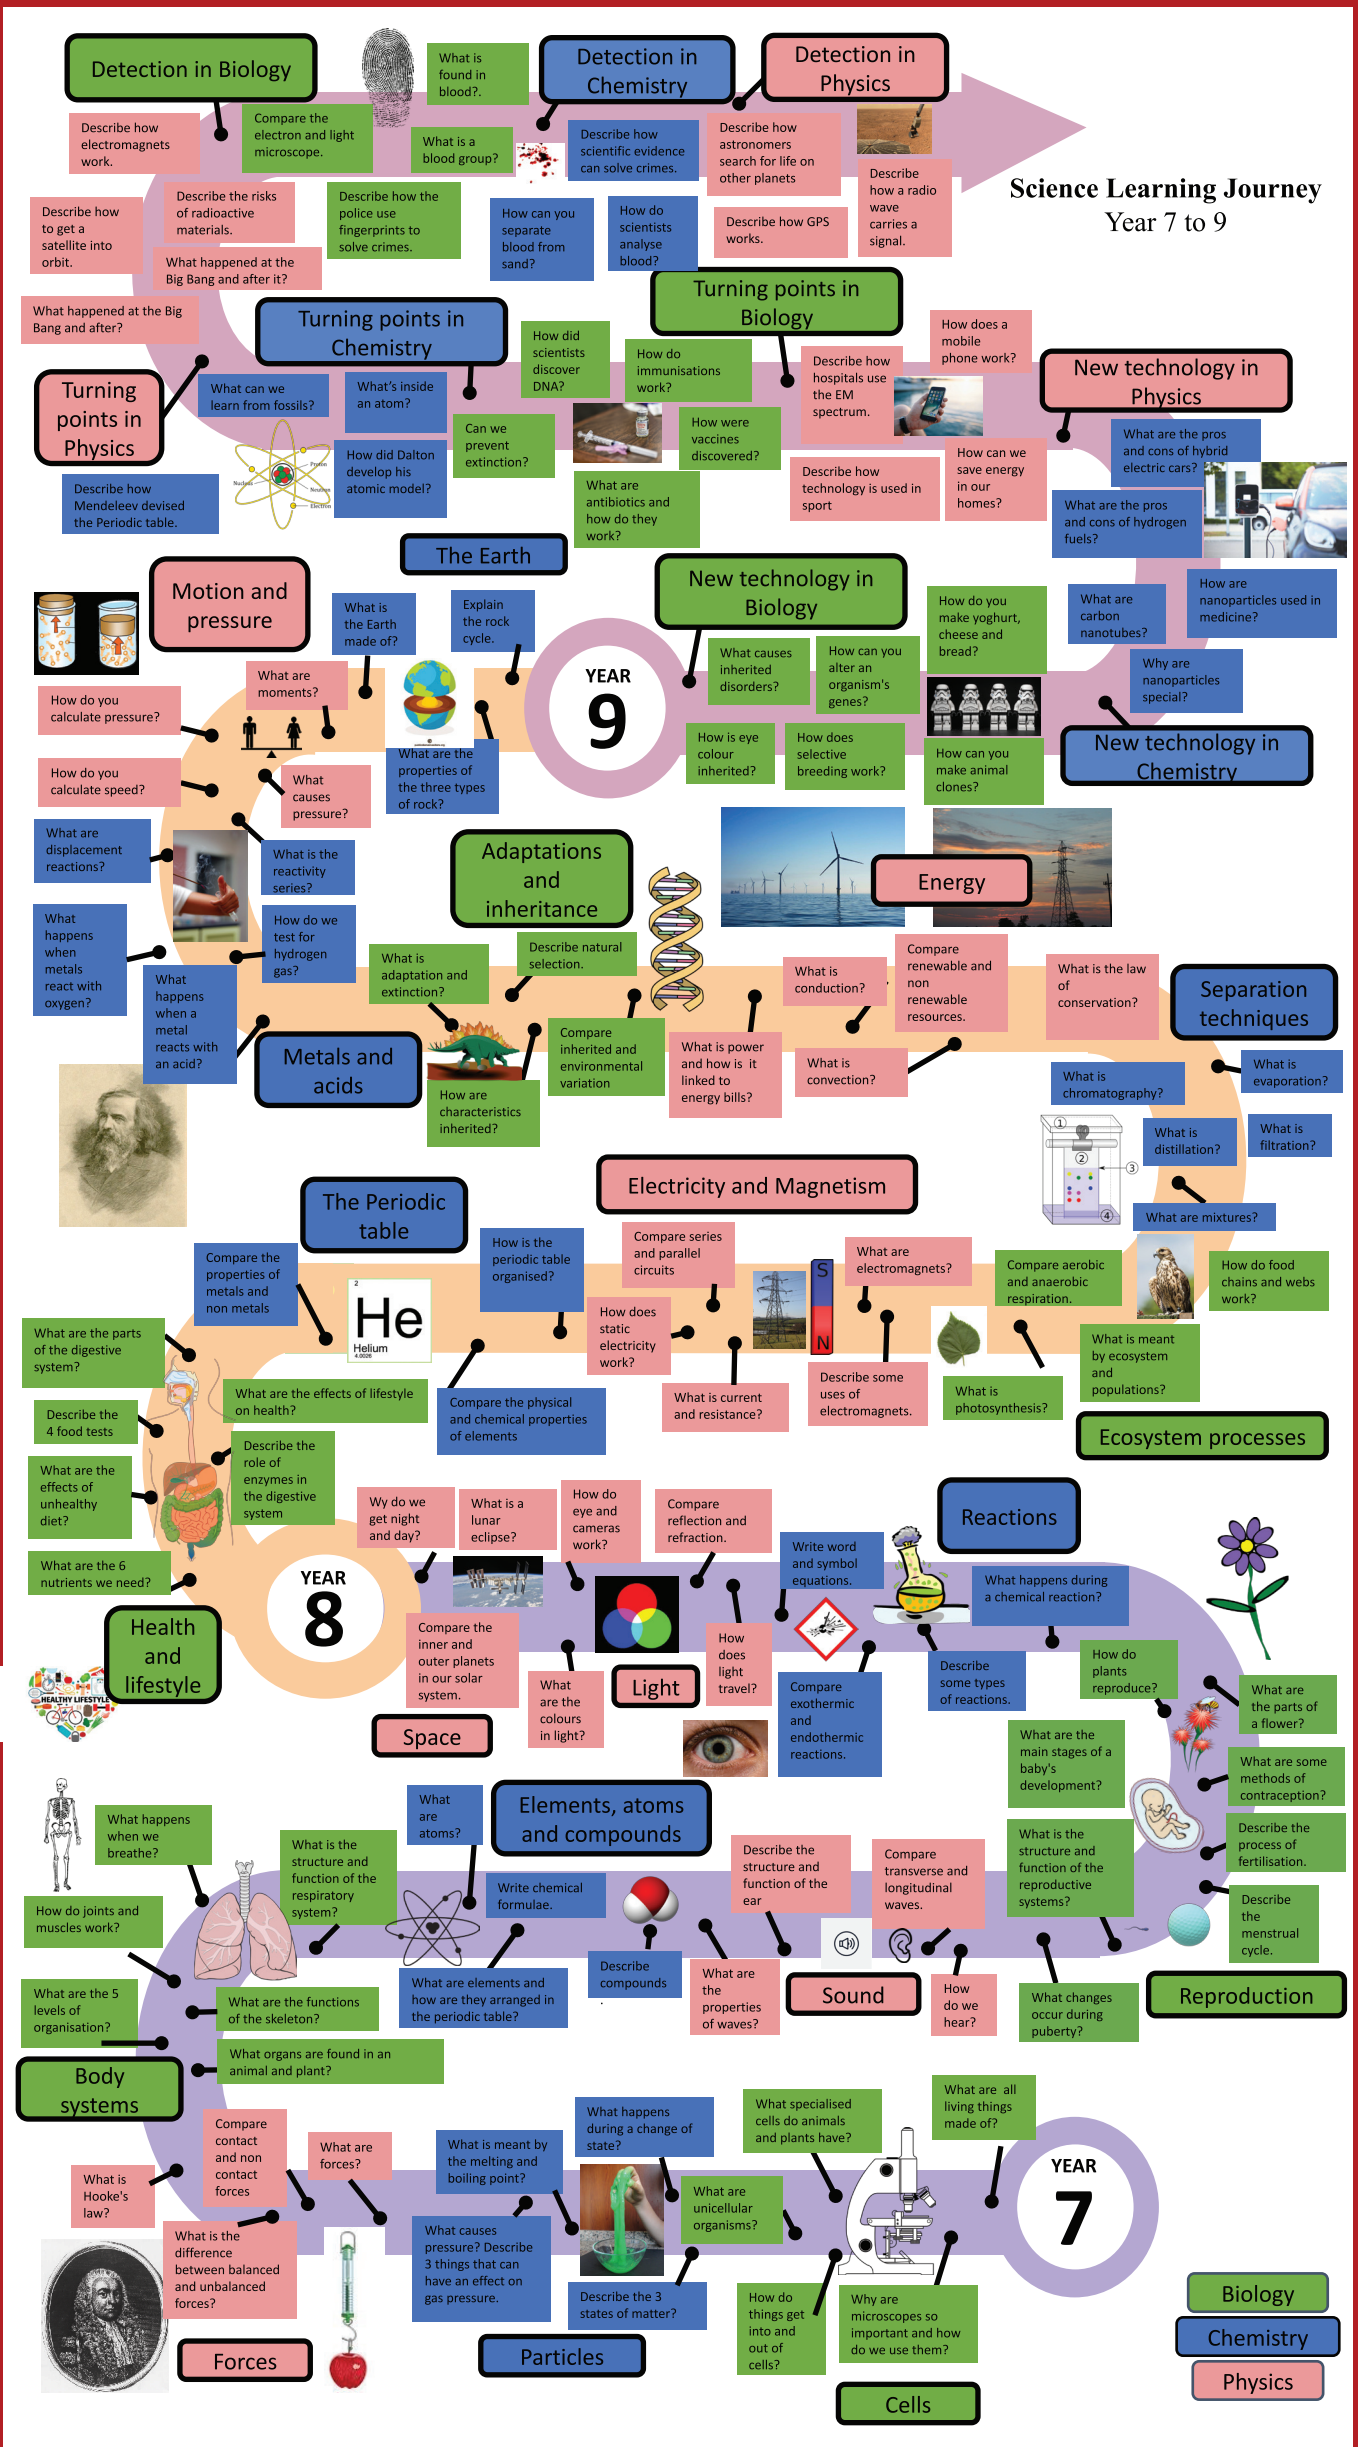 Detection in Biology
What is
found in
blood?.
Detection in
Chemistry
Detection in
Physics
Describe how
electromagnets
work.
Compare the
electron and light
microscope.
What is a
blood group?
Describe how
scientific evidence
can solve crimes.
Describe how
astronomers
search for life on
other planets
Describe
how a radio
wave
carries a
signal.
Science Learning Journey
Year 7 to 9
Describe how
to get a
satellite into
orbit.
Describe the risks
of radioactive
materials.
Describe how the
police use
fingerprints to
solve crimes.
How can you
separate
blood from
sand?
How do
scientists
analyse
blood?
Describe how GPS
works.
What happened at the
Big Bang and after it?
What happened at the Big
Bang and after?
Turning points in
Chemistry
Turning points in
Biology
How did
scientists
discover
DNA?
How do
immunisations
work?
Describe how
hospitals use
the EM
spectrum.
How does a
mobile
phone work?
New technology in
Physics
Turning
points in
Physics
What can we
learn from fossils?
What's inside
an atom?
Can we
prevent
extinction?
How were
vaccines
discovered?
What are the pros
and cons of hybrid
electric cars?
Proton
Nucleus
Neutron
Electron
How did Dalton
develop his
atomic model?
Describe how
technology is used in
sport
How can we
save energy
in our
homes?
Describe how
Mendeleev devised
the Periodic table.
What are
antibiotics and
how do they
work?
What are the pros
and cons of hydrogen
fuels?
The Earth
Motion and
pressure
New technology in
Biology
What is
the Earth
made of?
Explain
the rock
cycle.
How do you
make yoghurt,
cheese and
bread?
What are
carbon
nanotubes?
How are
nanoparticles used in
medicine?
What causes
inherited
disorders?
How can you
alter an
organism's
genes?
Why are
nanoparticles
special?
What are
moments?
YEAR
9
How do you
calculate pressure?
How is eye
colour
inherited?
How does
selective
breeding work?
How can you
make animal
clones?
New technology in
Chemistry
What are the
properties of
the three types
of rock?
How do you
calculate speed?
What
causes
pressure?
What are
displacement
reactions?
What is the
reactivity
series?
Adaptations
and
inheritance
Energy
What
happens
when
metals
react with
oxygen?
How do we
test for
hydrogen
gas?
What is
adaptation and
extinction?
Describe natural
selection.
What is
conduction?
Compare
renewable and
non
renewable
resources.
What is the law
of
conservation?
Separation
techniques
What
happens
when a
metal
reacts with
an acid?
Metals and
acids
Compare
inherited and
environmental
variation
What is power
and how is  it
linked to
energy bills?
What is
convection?
What is
chromatography?
What is
evaporation?
How are
characteristics
inherited?
1
2
3
4
What is
distillation?
What is
filtration?
What are mixtures?
The Periodic
table
Electricity and Magnetism
Compare the
properties of
metals and
non metals
How is the
periodic table
organised?
Compare series
and parallel
circuits
What are
electromagnets?
Compare aerobic
and anaerobic
respiration.
How do food
chains and webs
work?
2
He
Helium
4.0026
S
N
How does
static
electricity
work?
What are the parts
of the digestive
system?
What is meant
by ecosystem
and
populations?
What are the effects of lifestyle
on health?
Compare the physical
and chemical properties
of elements
What is current
and resistance?
Describe some
uses of
electromagnets.
What is
photosynthesis?
Describe the
4 food tests
Ecosystem processes
Describe the
role of
enzymes in
the digestive
system
What are the
effects of
unhealthy
diet?
Wy do we
get night
and day?
What is a
lunar
eclipse?
How do
eye and
cameras
work?
Compare
reflection and
refraction.
Reactions
Write word
and symbol
equations.
What happens during
a chemical reaction?
What are the 6
nutrients we need?
YEAR
8
Health
and
lifestyle
Compare the
inner and
outer planets
in our solar
system.
What
are the
colours
in light?
Light
How
does
light
travel?
Compare
exothermic
and
endothermic
reactions.
Describe
some types
of reactions.
How do
plants
reproduce?
What are
the parts of
a flower?
HEALTHY LIFESTYLE
Space
What are the
main stages of a
baby's
development?
What are some
methods of
contraception?
What
are
atoms?
Elements, atoms
and compounds
What happens
when we
breathe?
What is the
structure and
function of the
respiratory
system?
Describe the
structure and
function of the
ear
Compare
transverse and
longitudinal
waves.
What is the
structure and
function of the
reproductive
systems?
Describe the
process of
fertilisation.
Write chemical
formulae.
Describe
the
menstrual
cycle.
How do joints and
muscles work?
Describe
compounds
.
What are
the
properties
of waves?
Sound
How
do we
hear?
What changes
occur during
puberty?
Reproduction
What are the 5
levels of
organisation?
What are the functions
of the skeleton?
What are elements and
how are they arranged in
the periodic table?
What organs are found in an
animal and plant?
Body
systems
Compare
contact
and non
contact
forces
What are
forces?
What is meant by
the melting and
boiling point?
What happens
during a change of
state?
What specialised
cells do animals
and plants have?
What are  all
living things
made of?
What is
Hooke's
law?
What are
unicellular
organisms?
YEAR
7
What is the
difference
between balanced
and unbalanced
forces?
What causes
pressure? Describe
3 things that can
have an effect on
gas pressure.
Describe the 3
states of matter?
How do
things get
into and
out of
cells?
Why are
microscopes so
important and how
do we use them?
Forces
Particles
Cells
Biology
Chemistry
Physics